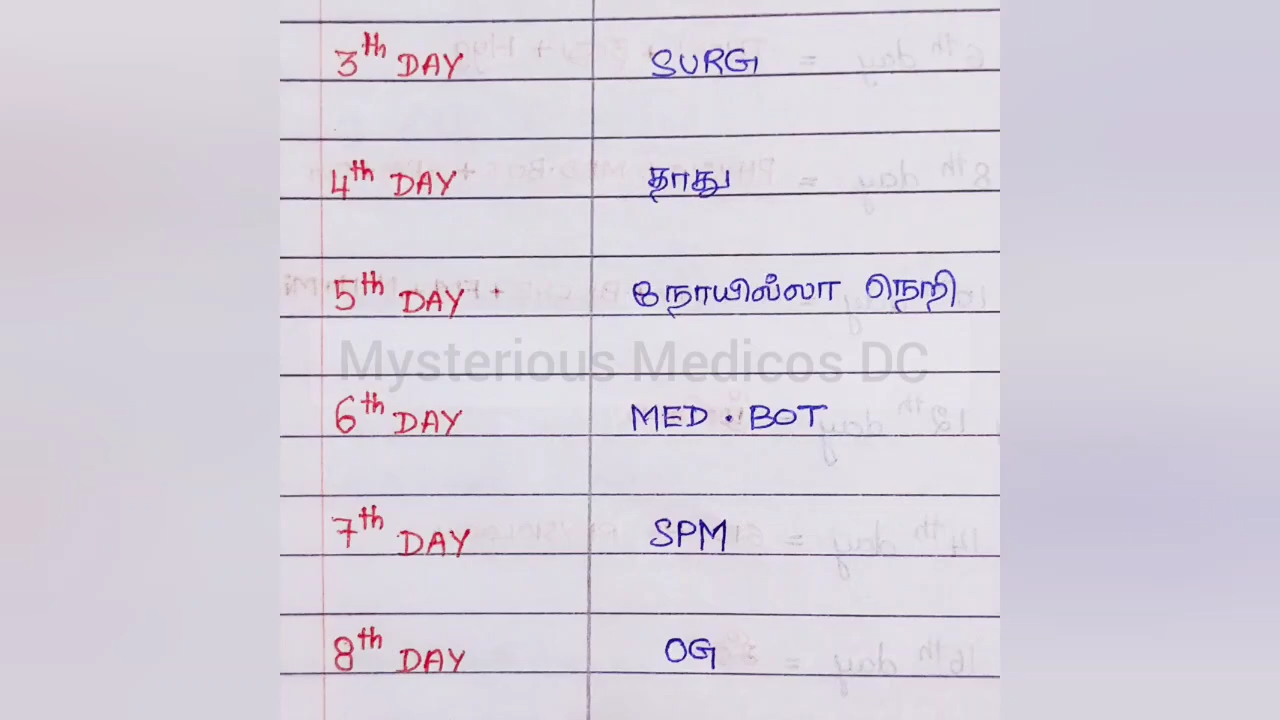 3th DAY SURGI
4th DAY தாது
5th DAY நோயில்லா நெறி
Mysterious Medicos DC
6th DAY MED. BOT
7th DAY SPM
8th DAY OG